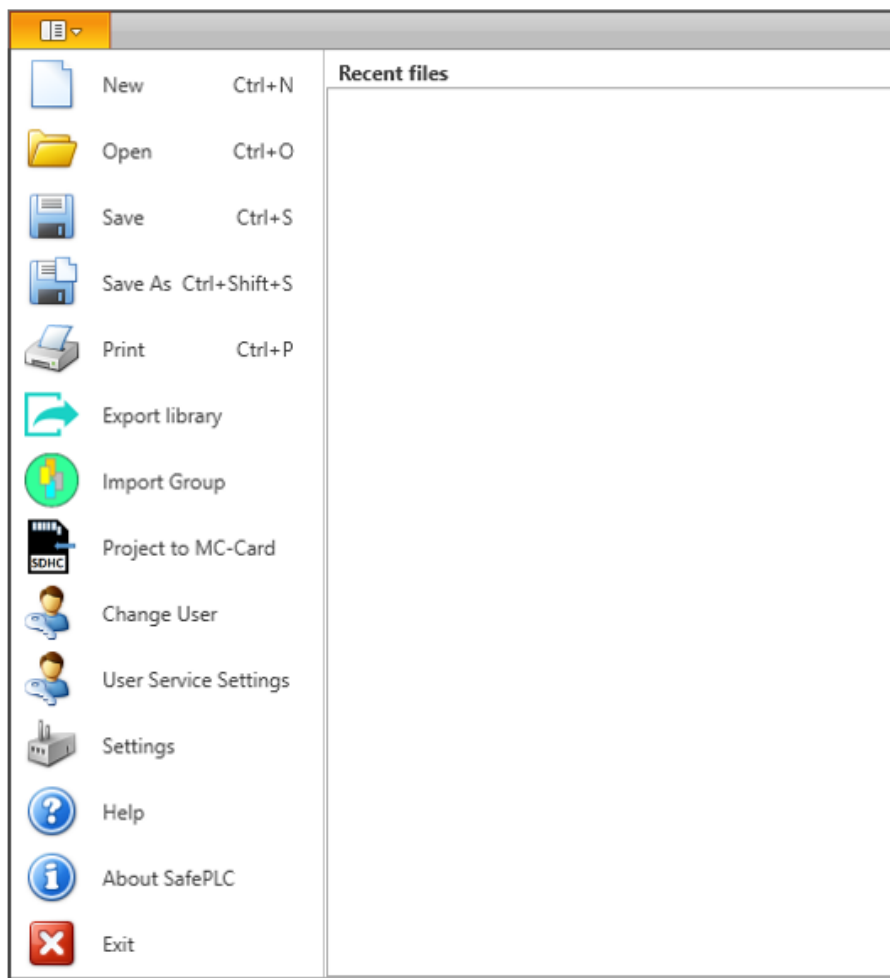 Recent files
New Ctrl+N
Open Ctrl+O
Save Ctrl+S
Save As Ctrl+Shift+S
Print Ctrl+P
Export library
Import Group
SDHC Project to MC-Card
Change User
User Service Settings
Settings
Help
About SafePLC
Exit